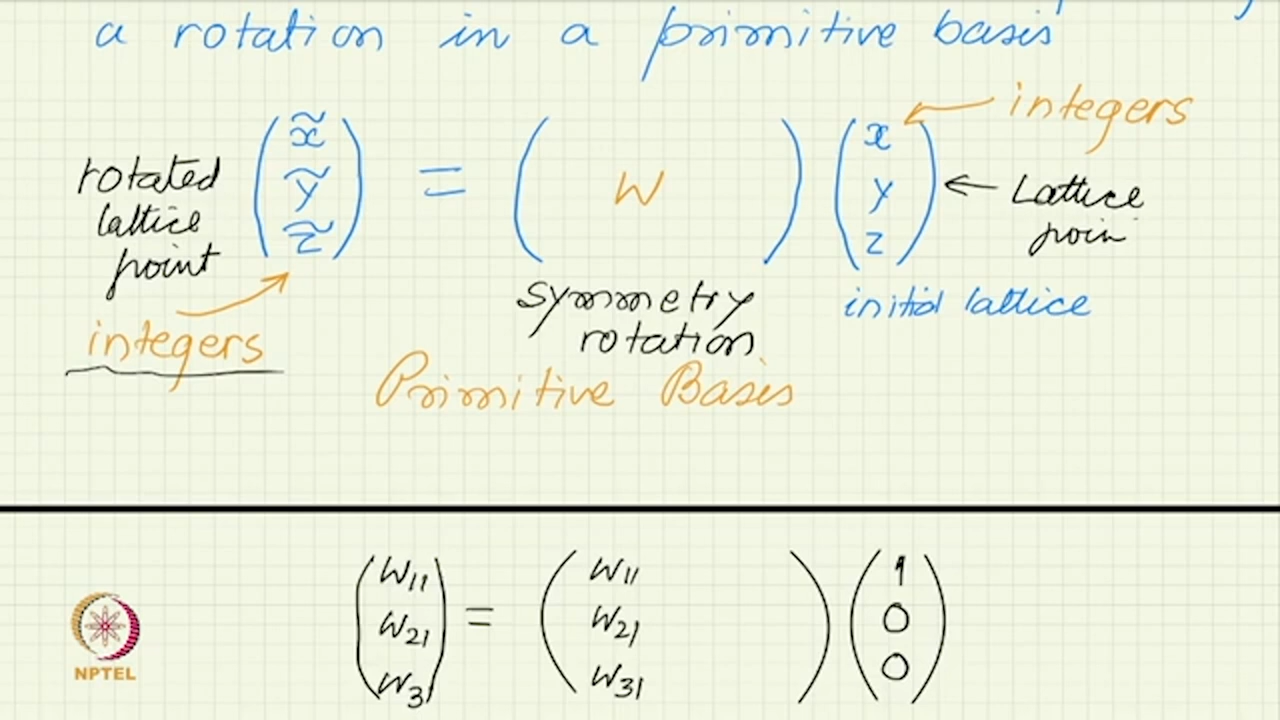 a rotation in a primitive basis
rotated lattice point
(x̃ ỹ z̃) = ( W ) (x y z)
integers
← Lattice poin
symmetry rotation
initial lattice
integers
Primitive Basis
(W11 W21 W31) = (W11 W21 W31 ) (1 0 0)
NPTEL